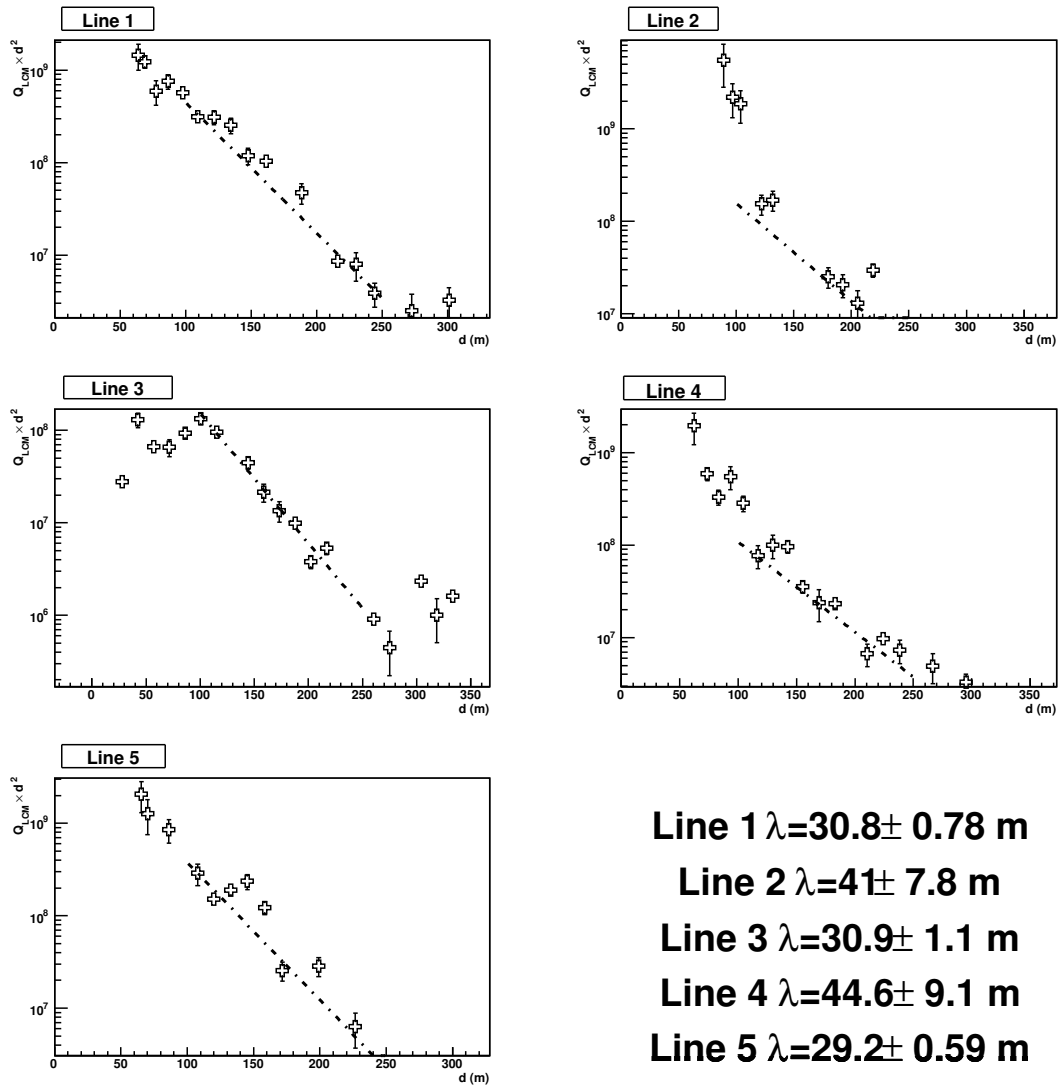 Line 1
Q_LCM × d²
10⁹
10⁸
10⁷
0 50 100 150 200 250 300
d (m)
Line 2
Q_LCM × d²
10⁹
10⁸
10⁷
0 50 100 150 200 250 300 350
d (m)
Line 3
Q_LCM × d²
10⁸
10⁷
10⁶
0 50 100 150 200 250 300 350
d (m)
Line 4
Q_LCM × d²
10⁹
10⁸
10⁷
0 50 100 150 200 250 300 350
d (m)
Line 5
Q_LCM × d²
10⁹
10⁸
10⁷
0 50 100 150 200 250 300
d (m)
Line 1 λ=30.8± 0.78 m
Line 2 λ=41± 7.8 m
Line 3 λ=30.9± 1.1 m
Line 4 λ=44.6± 9.1 m
Line 5 λ=29.2± 0.59 m